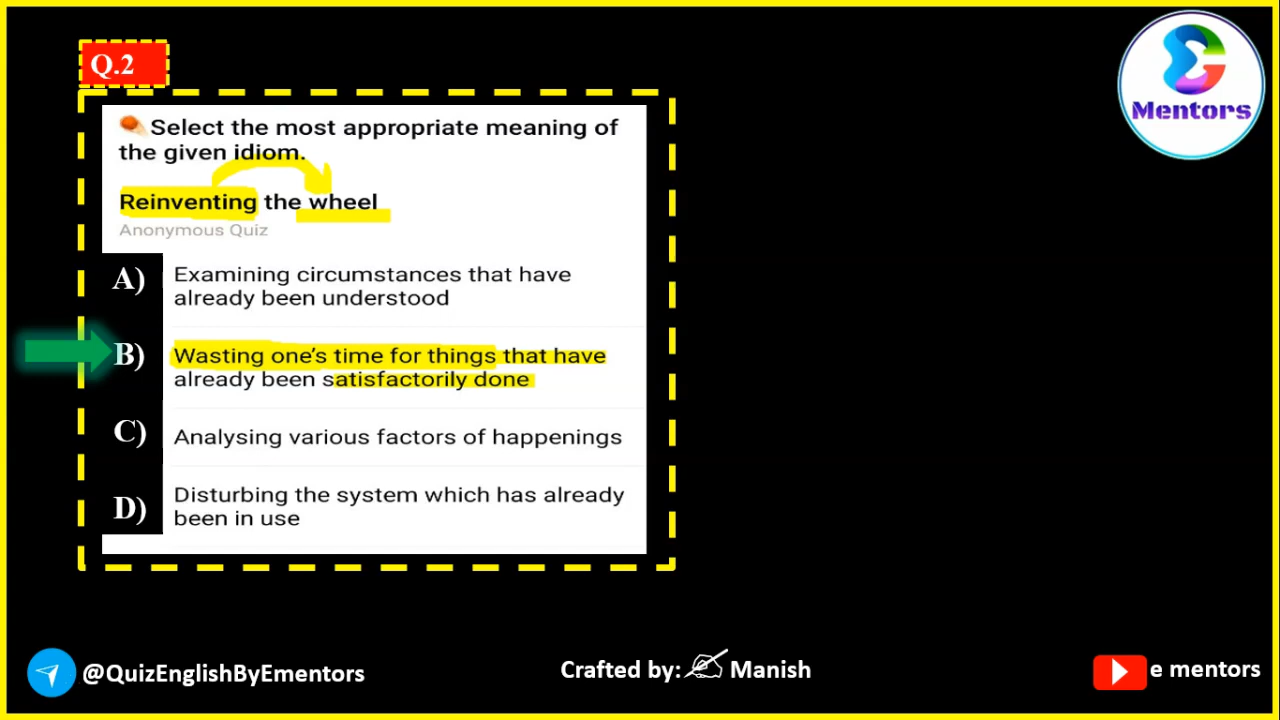 Q.2
Mentors
Select the most appropriate meaning of
the given idiom.
Reinventing the wheel
Anonymous Quiz
A) Examining circumstances that have
already been understood
B) Wasting one's time for things that have
already been satisfactorily done
C) Analysing various factors of happenings
D) Disturbing the system which has already
been in use
@QuizEnglishByEmentors
Crafted by: Manish
e mentors